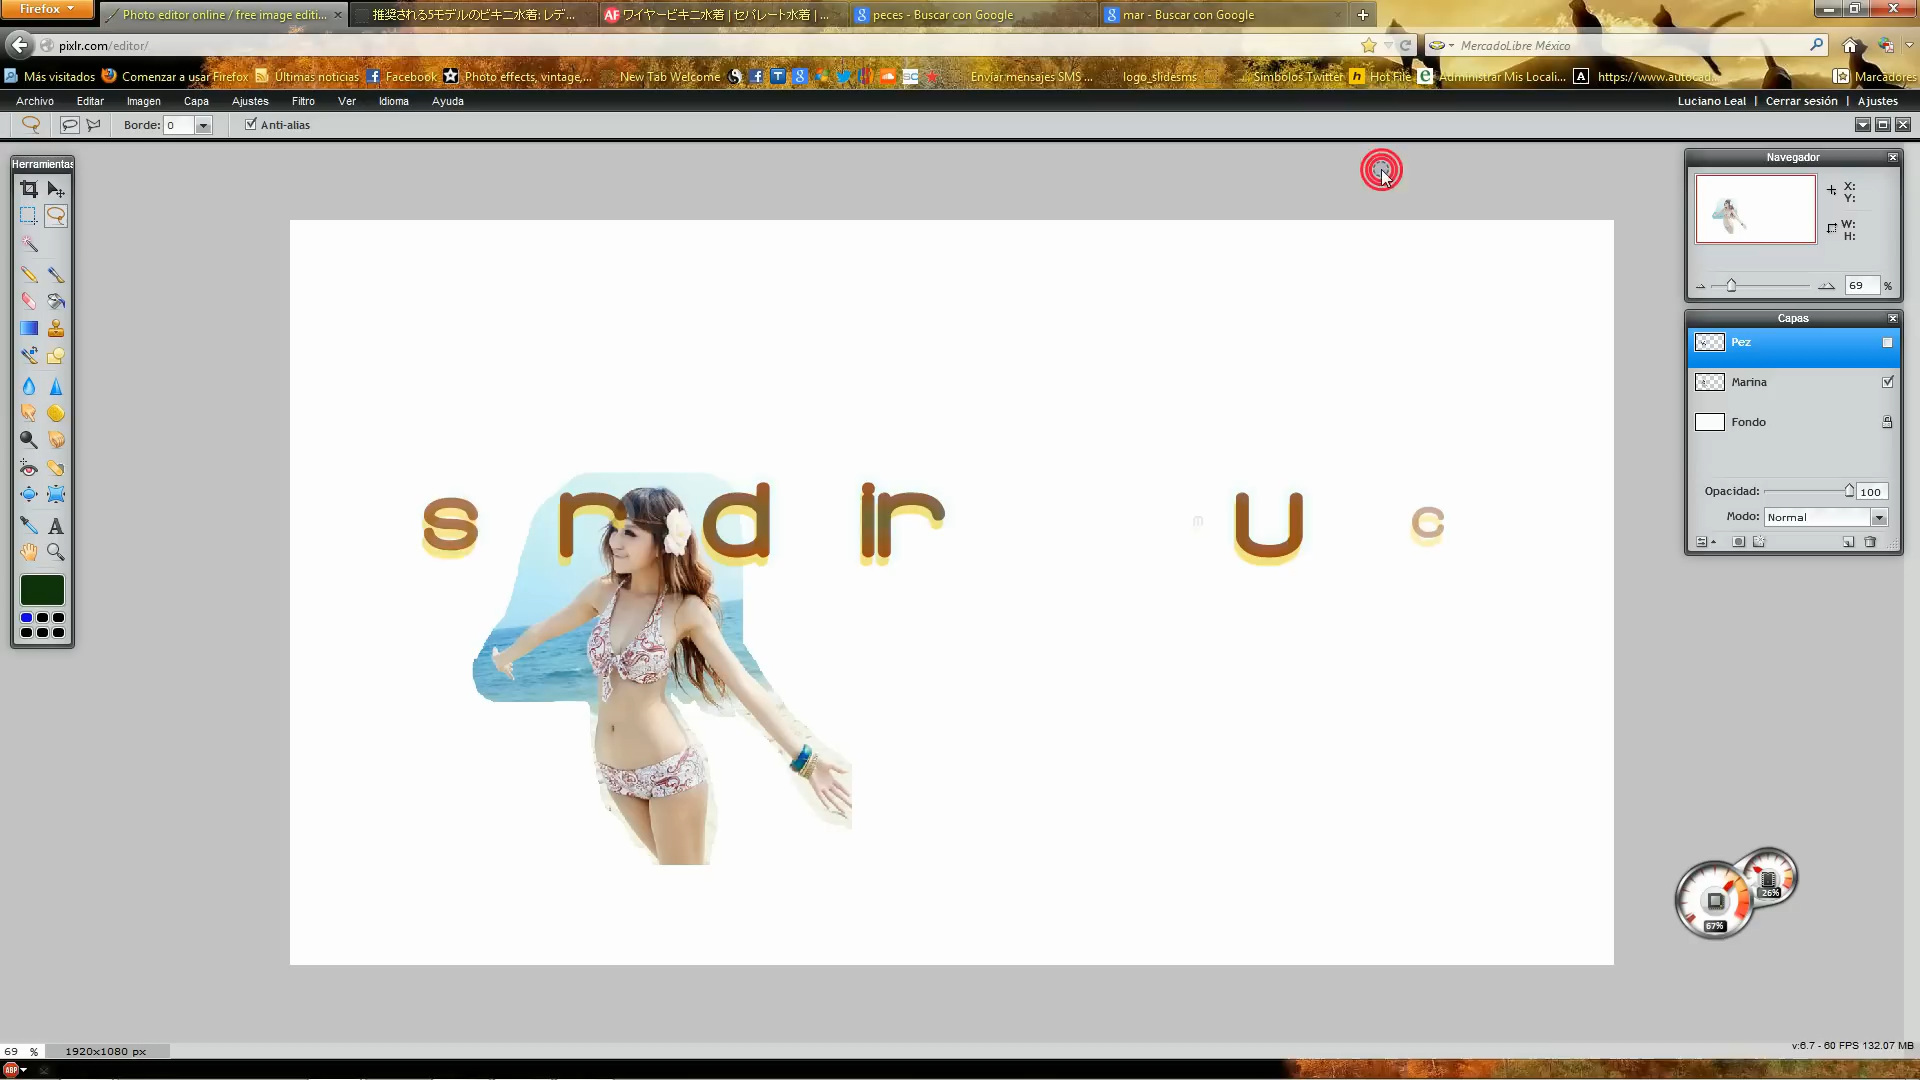 Firefox
Photo editor online / free image editi...
推奨される5モデルのビキニ水着: レデ...
AF ワイヤービキニ水着 | セパレート水着 | ...
peces - Buscar con Google
mar - Buscar con Google
pixlr.com/editor/
MercadoLibre México
Más visitados
Comenzar a usar Firefox
Últimas noticias
Facebook
Photo effects, vintage,...
New Tab Welcome
Enviar mensajes SMS ...
logo_slidesms
Símbolos Twitter
Hot File
Administrar Mis Locali...
https://www.autocad...
Marcadores
Archivo Editar Imagen Capa Ajustes Filtro Ver Idioma Ayuda
Luciano Leal | Cerrar sesión | Ajustes
Borde: 0
Anti-alias
Herramientas
Navegador
X:
Y:
W:
H:
69 %
Capas
Pez
Marina
Fondo
Opacidad: 100
Modo: Normal
s n d ir m u c
26%
67%
69 % 1920x1080 px
v:6.7 - 60 FPS 132.07 MB
ABP